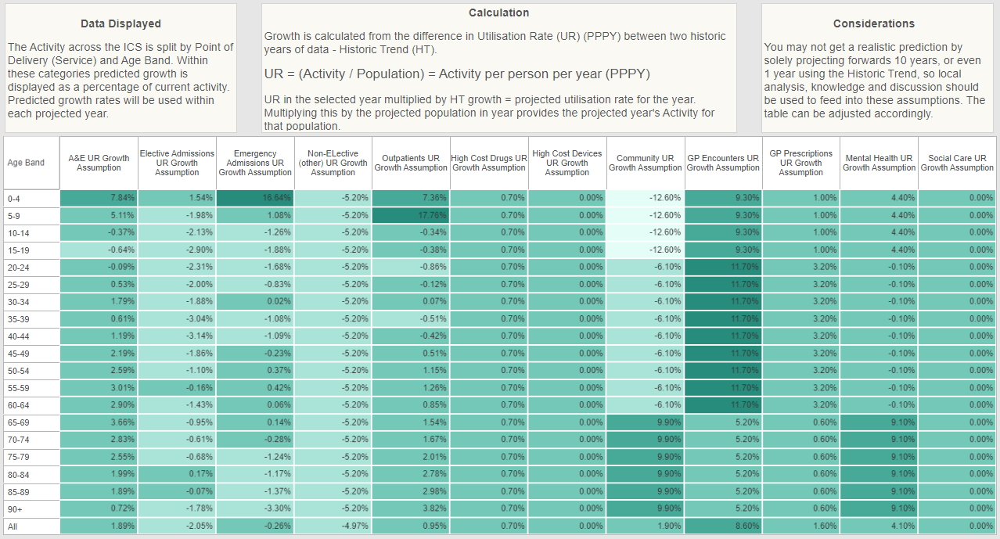 Data Displayed
The Activity across the ICS is split by Point of
Delivery (Service) and Age Band. Within
these categories predicted growth is
displayed as a percentage of current activity.
Predicted growth rates will be used within
each projected year.
Calculation
Growth is calculated from the difference in Utilisation Rate (UR) (PPPY) between two historic
years of data - Historic Trend (HT).
UR = (Activity / Population) = Activity per person per year (PPPY)
UR in the selected year multiplied by HT growth = projected utilisation rate for the year.
Multiplying this by the projected population in year provides the projected year's Activity for
that population.
Considerations
You may not get a realistic prediction by
solely projecting forwards 10 years, or even
1 year using the Historic Trend, so local
analysis, knowledge and discussion should
be used to feed into these assumptions. The
table can be adjusted accordingly.
Age Band
A&E UR Growth
Assumption
Elective Admissions
UR Growth
Assumption
Emergency
Admissions UR
Growth Assumption
Non-ELective
(other) UR Growth
Assumption
Outpatients UR
Growth Assumption
High Cost Drugs UR
Growth Assumption
High Cost Devices
UR Growth
Assumption
Community UR
Growth Assumption
GP Encounters UR
Growth Assumption
GP Prescriptions
UR Growth
Assumption
Mental Health UR
Growth Assumption
Social Care UR
Growth Assumption
0-4 7.84% 1.54% 16.64% -5.20% 7.36% 0.70% 0.00% -12.60% 9.30% 1.00% 4.40% 0.00%
5-9 5.11% -1.98% 1.08% -5.20% 17.76% 0.70% 0.00% -12.60% 9.30% 1.00% 4.40% 0.00%
10-14 -0.37% -2.13% -1.26% -5.20% -0.34% 0.70% 0.00% -12.60% 9.30% 1.00% 4.40% 0.00%
15-19 -0.64% -2.90% -1.88% -5.20% -0.38% 0.70% 0.00% -12.60% 9.30% 1.00% 4.40% 0.00%
20-24 -0.09% -2.31% -1.68% -5.20% -0.86% 0.70% 0.00% -6.10% 11.70% 3.20% -0.10% 0.00%
25-29 0.53% -2.00% -0.83% -5.20% -0.12% 0.70% 0.00% -6.10% 11.70% 3.20% -0.10% 0.00%
30-34 1.79% -1.88% 0.02% -5.20% 0.07% 0.70% 0.00% -6.10% 11.70% 3.20% -0.10% 0.00%
35-39 0.61% -3.04% -1.08% -5.20% -0.51% 0.70% 0.00% -6.10% 11.70% 3.20% -0.10% 0.00%
40-44 1.19% -3.14% -1.09% -5.20% -0.42% 0.70% 0.00% -6.10% 11.70% 3.20% -0.10% 0.00%
45-49 2.19% -1.86% -0.23% -5.20% 0.51% 0.70% 0.00% -6.10% 11.70% 3.20% -0.10% 0.00%
50-54 2.59% -1.10% 0.37% -5.20% 1.15% 0.70% 0.00% -6.10% 11.70% 3.20% -0.10% 0.00%
55-59 3.01% -0.16% 0.42% -5.20% 1.26% 0.70% 0.00% -6.10% 11.70% 3.20% -0.10% 0.00%
60-64 2.90% -1.43% 0.06% -5.20% 0.85% 0.70% 0.00% -6.10% 11.70% 3.20% -0.10% 0.00%
65-69 3.66% -0.95% 0.14% -5.20% 1.54% 0.70% 0.00% 9.90% 5.20% 0.60% 9.10% 0.00%
70-74 2.83% -0.61% -0.28% -5.20% 1.67% 0.70% 0.00% 9.90% 5.20% 0.60% 9.10% 0.00%
75-79 2.55% -0.68% -1.24% -5.20% 2.01% 0.70% 0.00% 9.90% 5.20% 0.60% 9.10% 0.00%
80-84 1.99% 0.17% -1.17% -5.20% 2.78% 0.70% 0.00% 9.90% 5.20% 0.60% 9.10% 0.00%
85-89 1.89% -0.07% -1.37% -5.20% 2.98% 0.70% 0.00% 9.90% 5.20% 0.60% 9.10% 0.00%
90+ 0.72% -1.78% -3.30% -5.20% 3.82% 0.70% 0.00% 9.90% 5.20% 0.60% 9.10% 0.00%
All 1.89% -2.05% -0.26% -4.97% 0.95% 0.70% 0.00% 1.90% 8.60% 1.60% 4.10% 0.00%